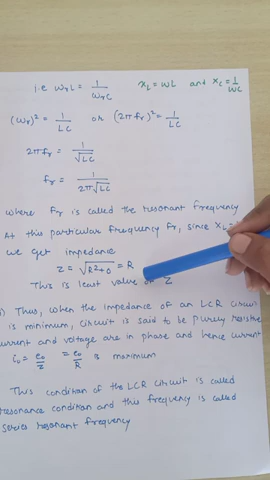 i.e ωrL = 1/ωrC   XL = ωL and Xc = 1/ωC
(ωr)² = 1/LC or (2πfr)² = 1/LC
2πfr = 1/√LC
fr = 1/2π√LC
where Fr is called the resonant frequency
At this particular frequency Fr, since XL =
we get impedance
Z = √R²+0 = R
This is least value of Z
) Thus, when the impedance of an LCR circuit
is minimum, circuit is said to be purely resistive
current and voltage are in phase and hence current
i₀ = e₀/Z = e₀/R is maximum
This condition of the LCR circuit is called
resonance condition and this frequency is called
series resonant frequency